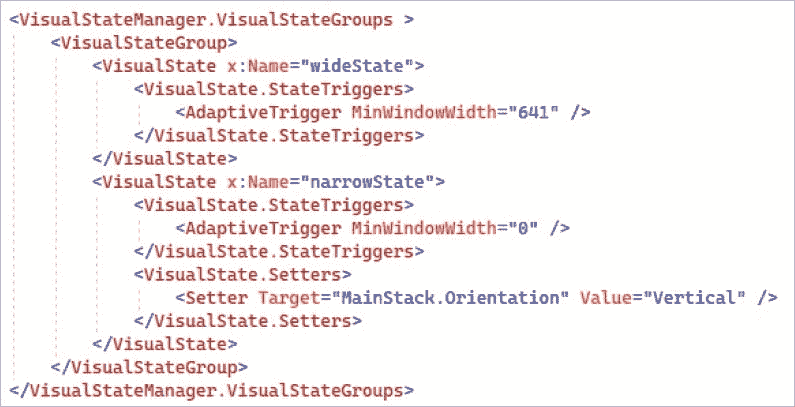 <VisualStateManager.VisualStateGroups >
    <VisualStateGroup>
        <VisualState x:Name="wideState">
            <VisualState.StateTriggers>
                <AdaptiveTrigger MinWindowWidth="641" />
            </VisualState.StateTriggers>
        </VisualState>
        <VisualState x:Name="narrowState">
            <VisualState.StateTriggers>
                <AdaptiveTrigger MinWindowWidth="0" />
            </VisualState.StateTriggers>
            <VisualState.Setters>
                <Setter Target="MainStack.Orientation" Value="Vertical" />
            </VisualState.Setters>
        </VisualState>
    </VisualStateGroup>
</VisualStateManager.VisualStateGroups>